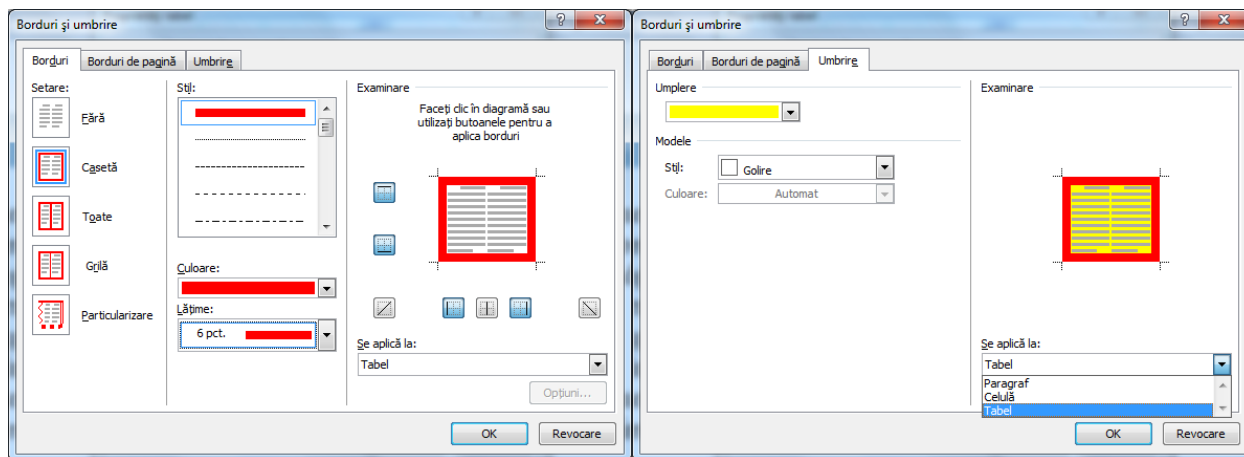 Borduri şi umbrire
Borduri
Borduri de pagină
Umbrire
Setare:
Fără
Casetă
Toate
Grilă
Particularizare
Stil:
Culoare:
Lăţime:
6 pct.
Examinare
Faceţi clic în diagramă sau
utilizaţi butoanele pentru a
aplica borduri
Se aplică la:
Tabel
Opţiuni...
OK
Revocare
Borduri şi umbrire
Borduri
Borduri de pagină
Umbrire
Umplere
Modele
Stil:
Golire
Culoare:
Automat
Examinare
Se aplică la:
Tabel
Paragraf
Celulă
Tabel
OK
Revocare